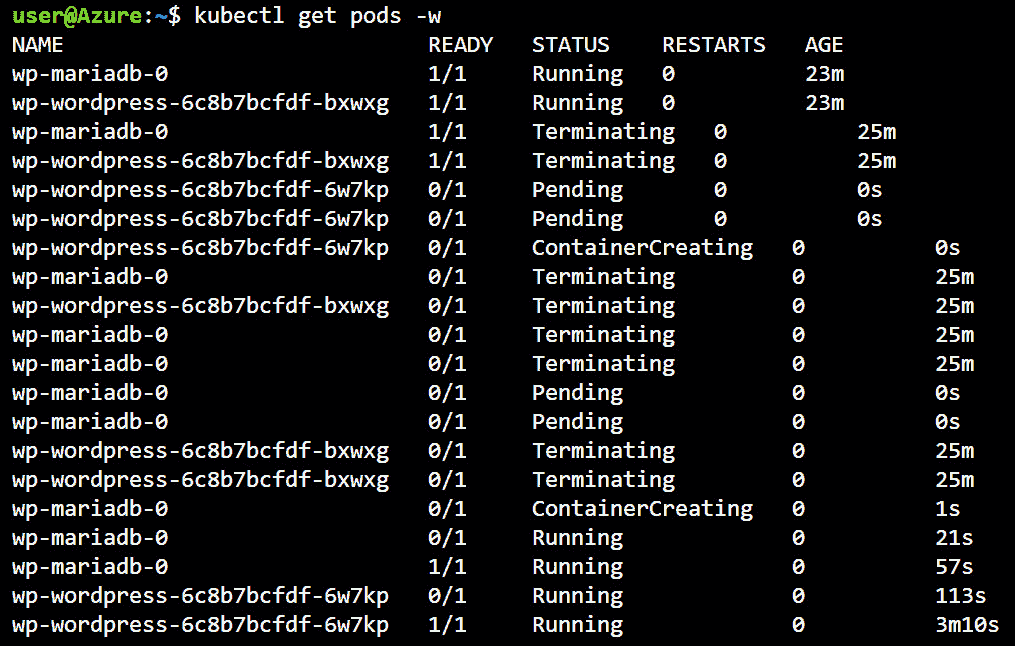 user@Azure:~$ kubectl get pods -w
NAME                            READY   STATUS    RESTARTS   AGE
wp-mariadb-0                    1/1     Running   0          23m
wp-wordpress-6c8b7bcfdf-bxwxg   1/1     Running   0          23m
wp-mariadb-0                    1/1     Terminating   0          25m
wp-wordpress-6c8b7bcfdf-bxwxg   1/1     Terminating   0          25m
wp-wordpress-6c8b7bcfdf-6w7kp   0/1     Pending       0          0s
wp-wordpress-6c8b7bcfdf-6w7kp   0/1     Pending       0          0s
wp-wordpress-6c8b7bcfdf-6w7kp   0/1     ContainerCreating   0          0s
wp-mariadb-0                    0/1     Terminating         0          25m
wp-wordpress-6c8b7bcfdf-bxwxg   0/1     Terminating         0          25m
wp-mariadb-0                    0/1     Terminating         0          25m
wp-mariadb-0                    0/1     Terminating         0          25m
wp-mariadb-0                    0/1     Pending             0          0s
wp-mariadb-0                    0/1     Pending             0          0s
wp-wordpress-6c8b7bcfdf-bxwxg   0/1     Terminating         0          25m
wp-wordpress-6c8b7bcfdf-bxwxg   0/1     Terminating         0          25m
wp-mariadb-0                    0/1     ContainerCreating   0          1s
wp-mariadb-0                    0/1     Running             0          21s
wp-mariadb-0                    1/1     Running             0          57s
wp-wordpress-6c8b7bcfdf-6w7kp   0/1     Running             0          113s
wp-wordpress-6c8b7bcfdf-6w7kp   1/1     Running             0          3m10s